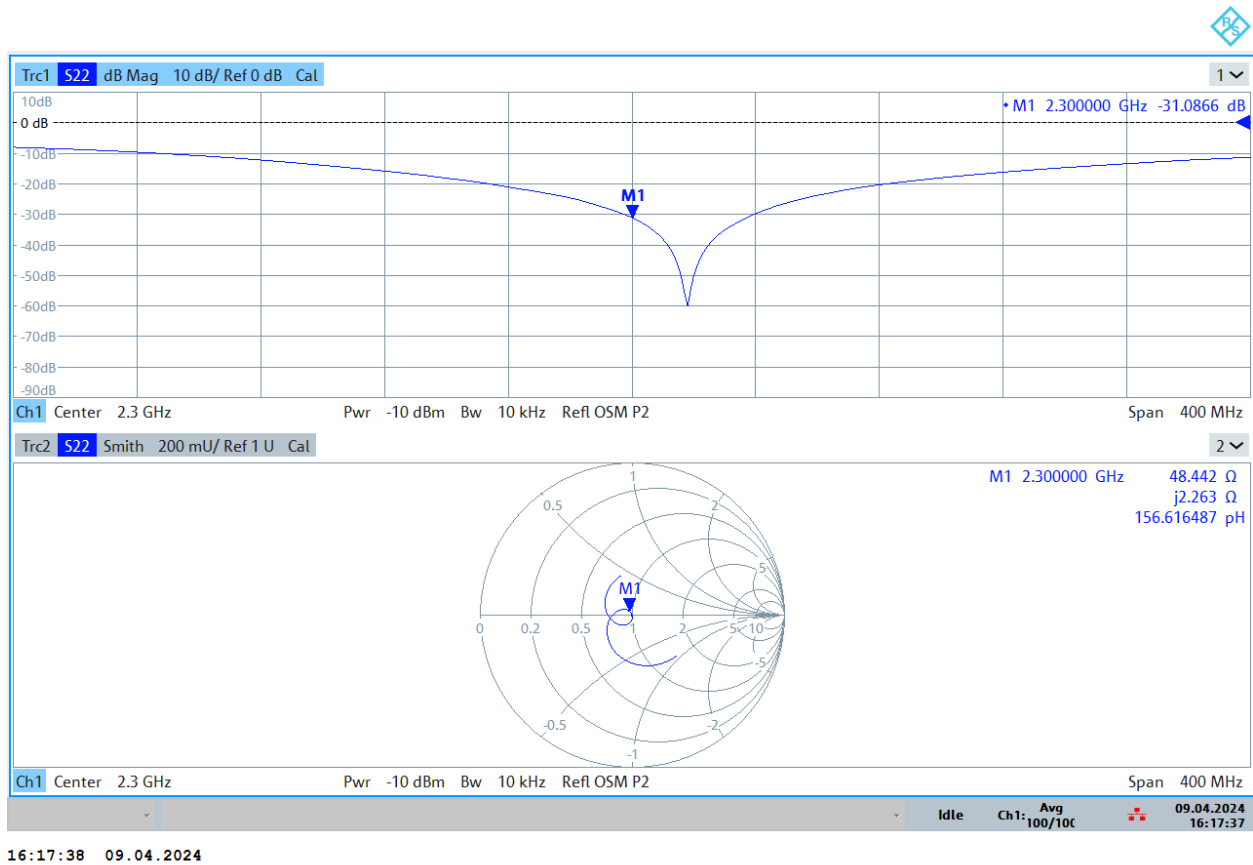 R&S
Trc1 S22 dB Mag 10 dB/ Ref 0 dB Cal 1
10dB
M1 2.300000 GHz -31.0866 dB
0 dB
-10dB
-20dB
M1
-30dB
-40dB
-50dB
-60dB
-70dB
-80dB
-90dB
Ch1 Center 2.3 GHz Pwr -10 dBm Bw 10 kHz Refl OSM P2 Span 400 MHz
Trc2 S22 Smith 200 mU/ Ref 1 U Cal 2
M1 2.300000 GHz 48.442 Ω
j2.263 Ω
156.616487 pH
1
0.5 2
5
M1
0 0.2 0.5 1 2 5 10
-5
-0.5 -2
-1
Ch1 Center 2.3 GHz Pwr -10 dBm Bw 10 kHz Refl OSM P2 Span 400 MHz
Idle Ch1: Avg 09.04.2024
100/100 16:17:37
16:17:38 09.04.2024